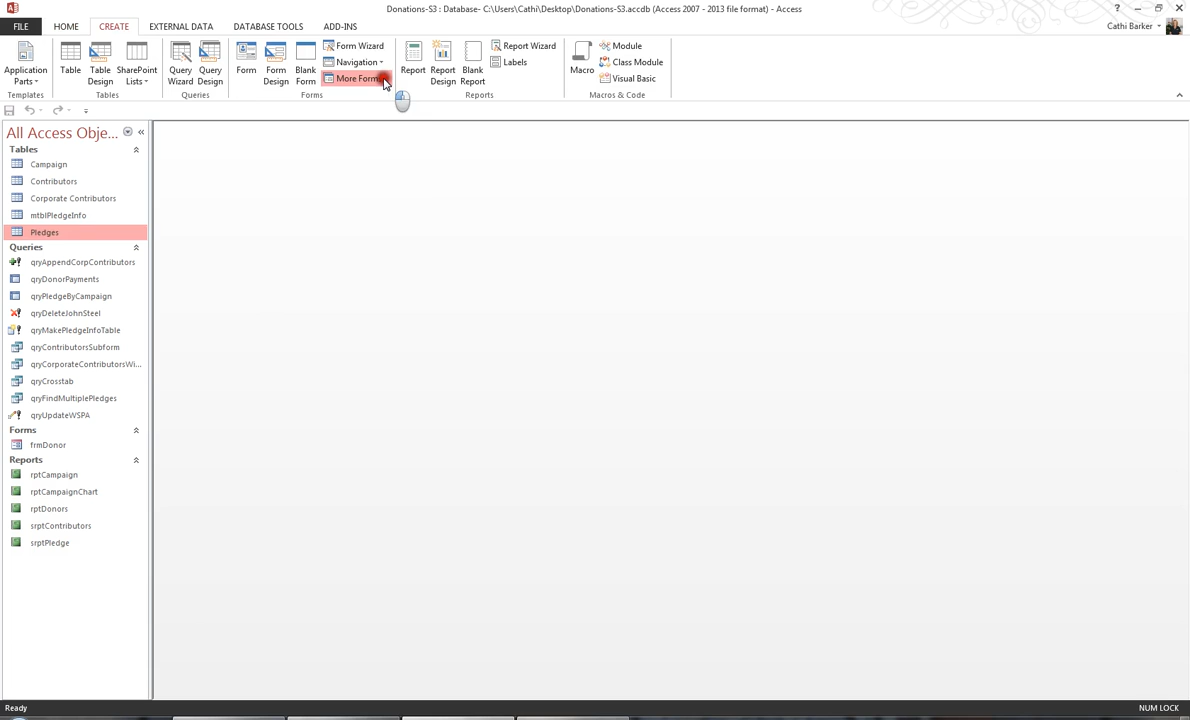 Donations-S3 : Database- C:\Users\Cathi\Desktop\Donations-S3.accdb (Access 2007 - 2013 file format) - Access
FILE HOME CREATE EXTERNAL DATA DATABASE TOOLS ADD-INS
Cathi Barker
Application Parts
Templates
Table
Table Design
SharePoint Lists
Tables
Query Wizard
Query Design
Queries
Form
Form Design
Blank Form
Form Wizard
Navigation
More Form
Forms
Report
Report Design
Blank Report
Report Wizard
Labels
Reports
Macro
Module
Class Module
Visual Basic
Macros & Code
All Access Obje...
Tables
Campaign
Contributors
Corporate Contributors
mtblPledgeInfo
Pledges
Queries
qryAppendCorpContributors
qryDonorPayments
qryPledgeByCampaign
qryDeleteJohnSteel
qryMakePledgeInfoTable
qryContributorsSubform
qryCorporateContributorsWi...
qryCrosstab
qryFindMultiplePledges
qryUpdateWSPA
Forms
frmDonor
Reports
rptCampaign
rptCampaignChart
rptDonors
srptContributors
srptPledge
Ready
NUM LOCK